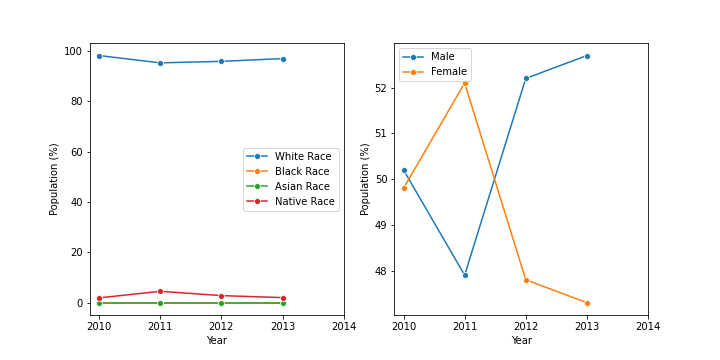 100
80
60
40
20
0
Population (%)
White Race
Black Race
Asian Race
Native Race
2010 2011 2012 2013 2014
Year
52
51
50
49
48
Population (%)
Male
Female
2010 2011 2012 2013 2014
Year